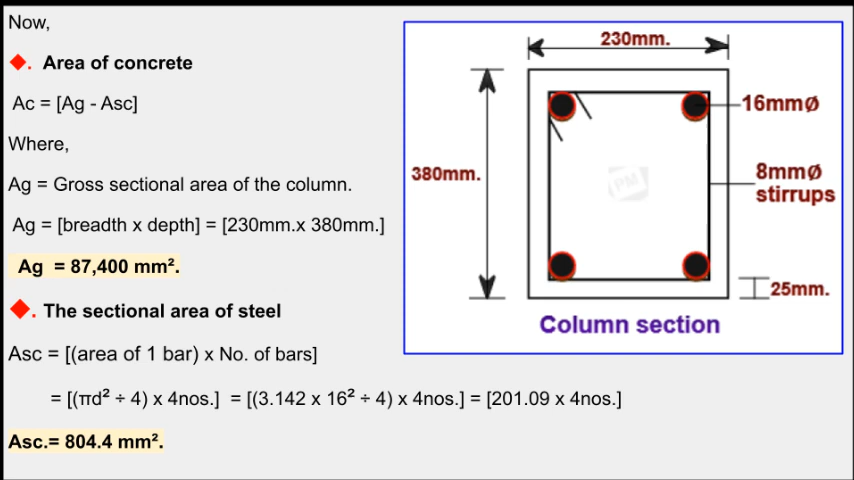 Now,
◆. Area of concrete
Ac = [Ag - Asc]
Where,
Ag = Gross sectional area of the column.
Ag = [breadth x depth] = [230mm.x 380mm.]
Ag = 87,400 mm².
◆. The sectional area of steel
Asc = [(area of 1 bar) x No. of bars]
= [(πd² ÷ 4) x 4nos.] = [(3.142 x 16² ÷ 4) x 4nos.] = [201.09 x 4nos.]
Asc.= 804.4 mm².
230mm.
16mmØ
380mm.
8mmØ
stirrups
PM
25mm.
Column section